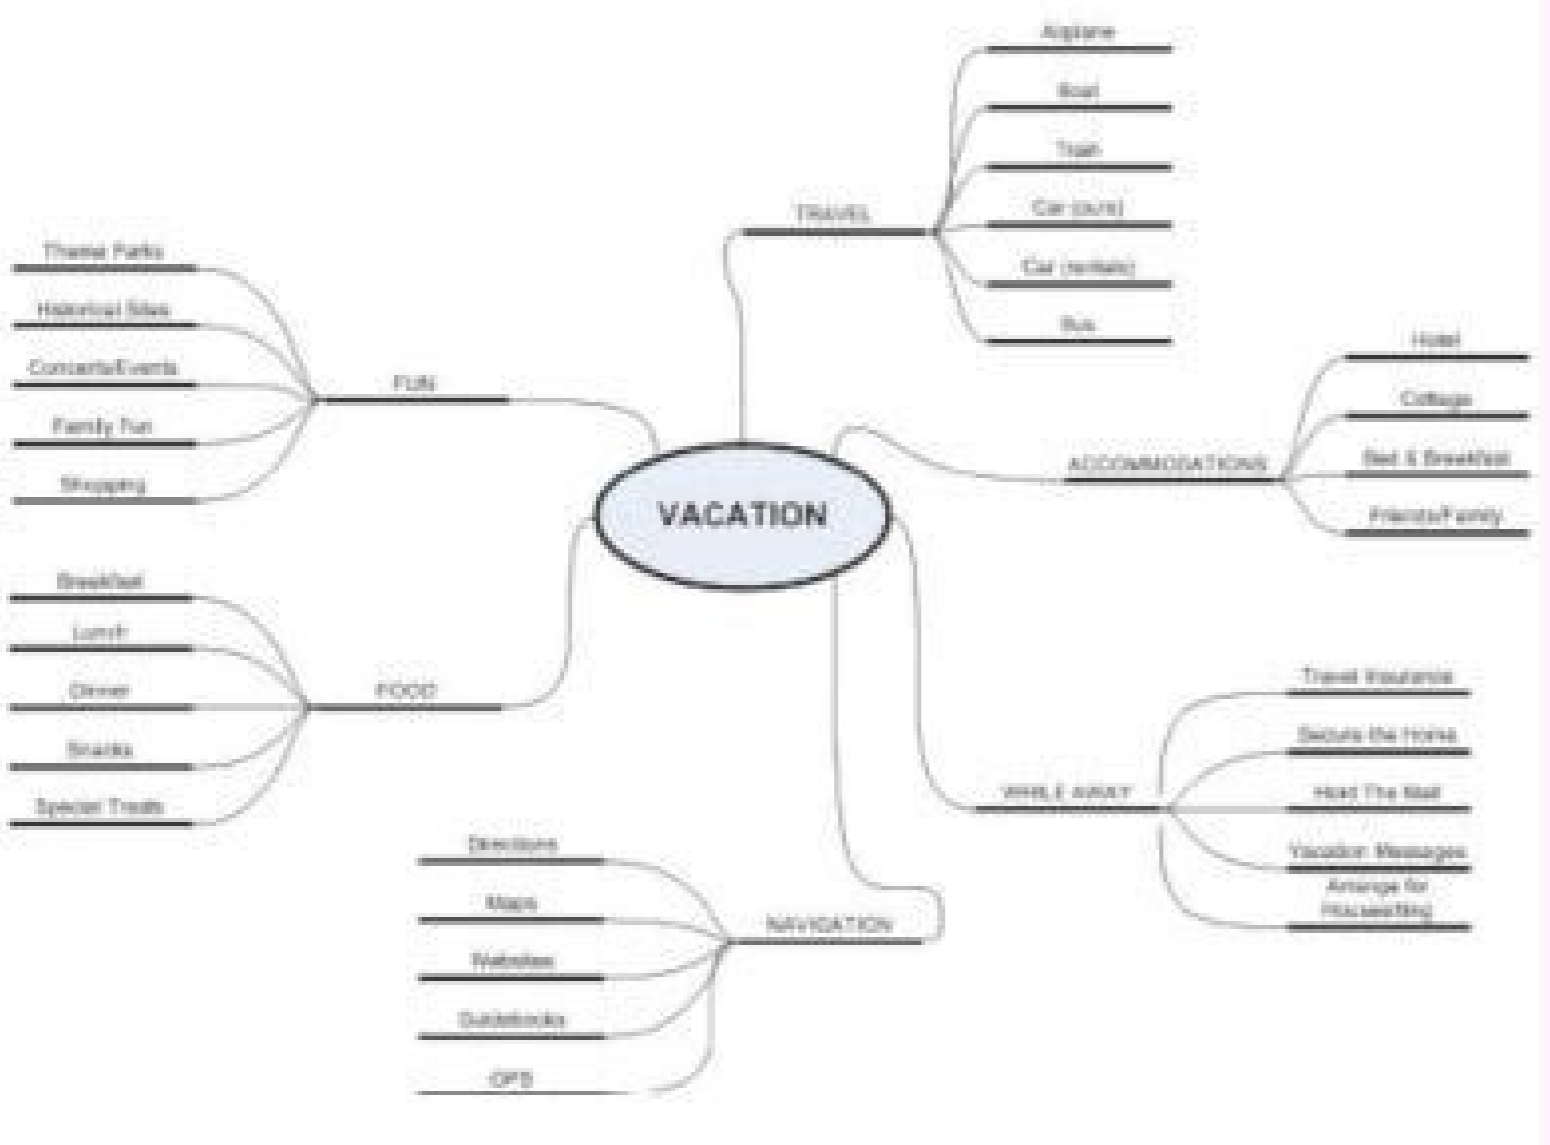 Airplane
Boat
Train
Car (ours)
Car (rentals)
Bus
TRAVEL
Theme Parks
Historical Sites
Concerts/Events
Family Fun
Shopping
FUN
Hotel
Cottage
Bed & Breakfast
Friends/Family
ACCOMMODATIONS
VACATION
Breakfast
Lunch
Dinner
Snacks
Special Treats
FOOD
Travel Insurance
Secure the Home
Hold The Mail
Vacation Messages
Arrange for
Housesitting
WHILE AWAY
Directions
Maps
Websites
Guidebooks
GPS
NAVIGATION